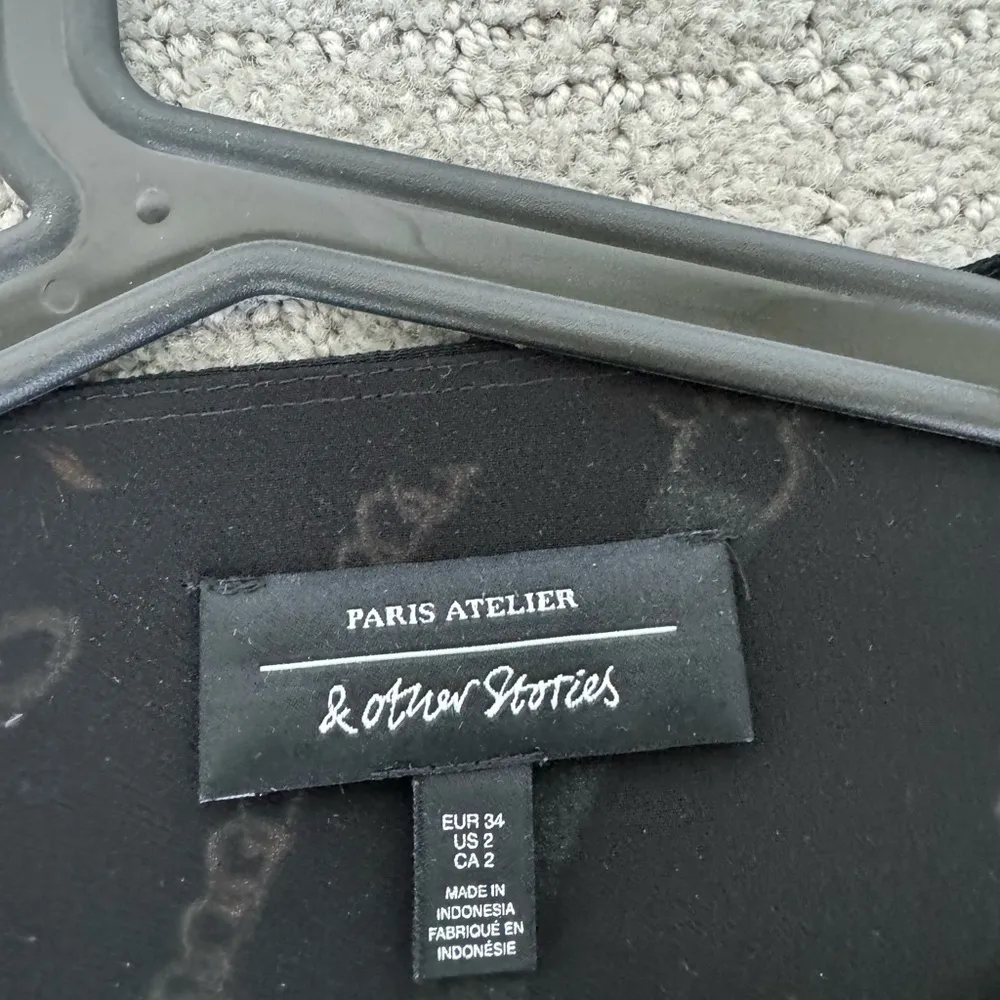 PARIS ATELIER
& other Stories
EUR 34
US 2
CA 2
MADE IN
INDONESIA
FABRIQUÉ EN
INDONÉSIE